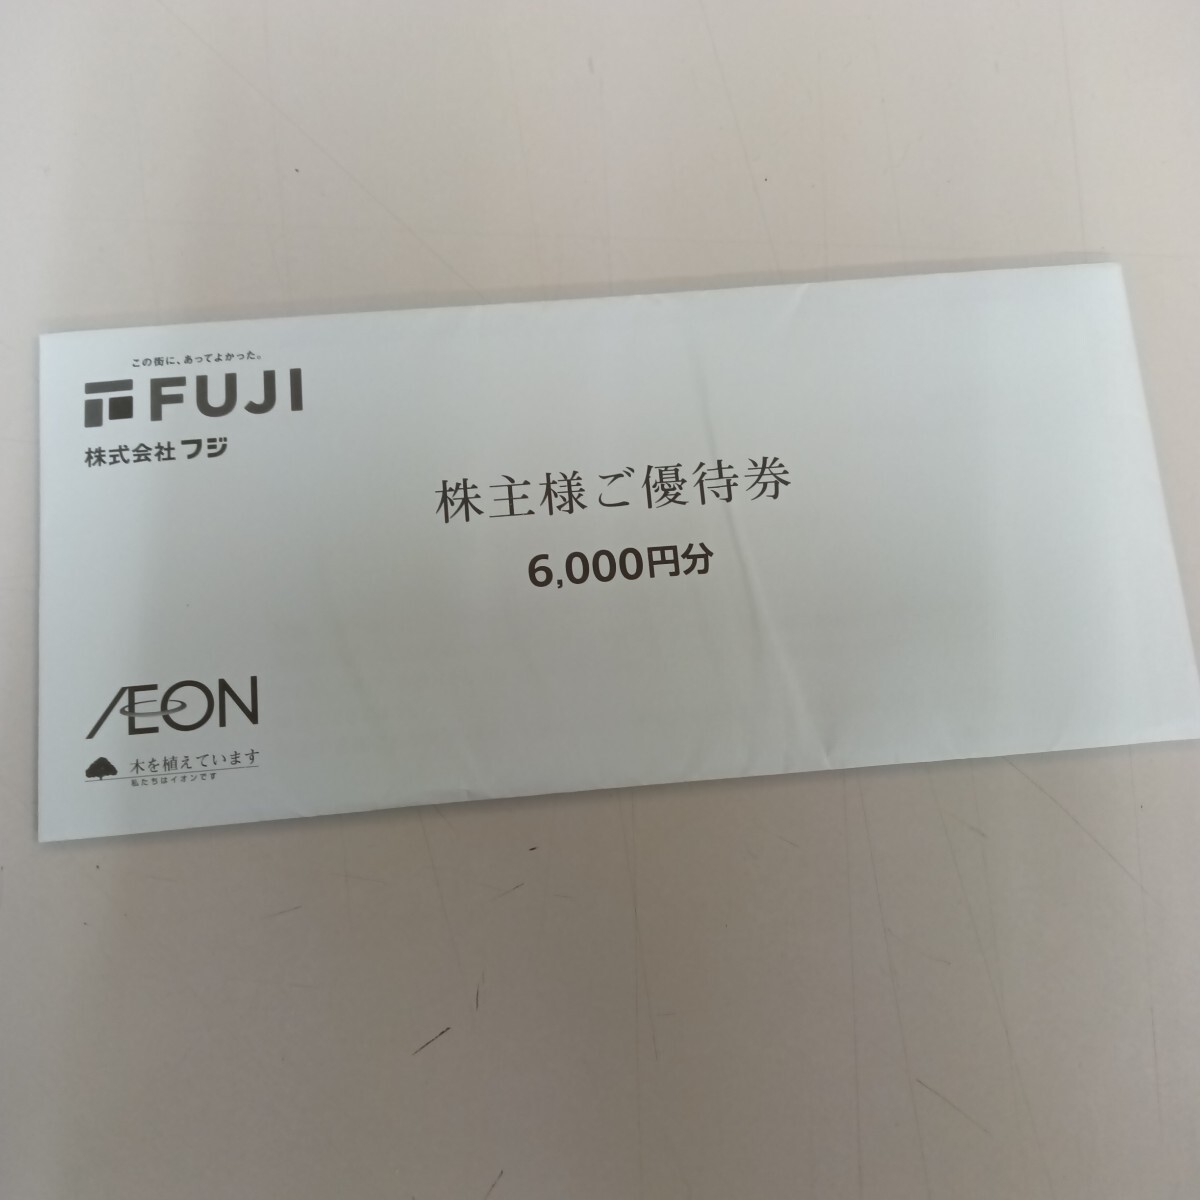 この街に、あってよかった。
FUJI
株式会社フジ
株主様ご優待券
6,000円分
ÆON
木を植えています
私たちはイオンです